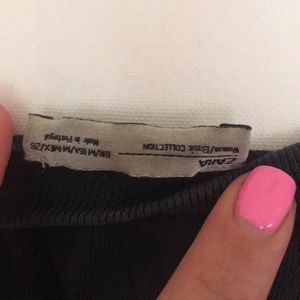 ZARA
Woman/Basic COLLECTION
EUR/M USA/M MEX/28
Made in Portugal